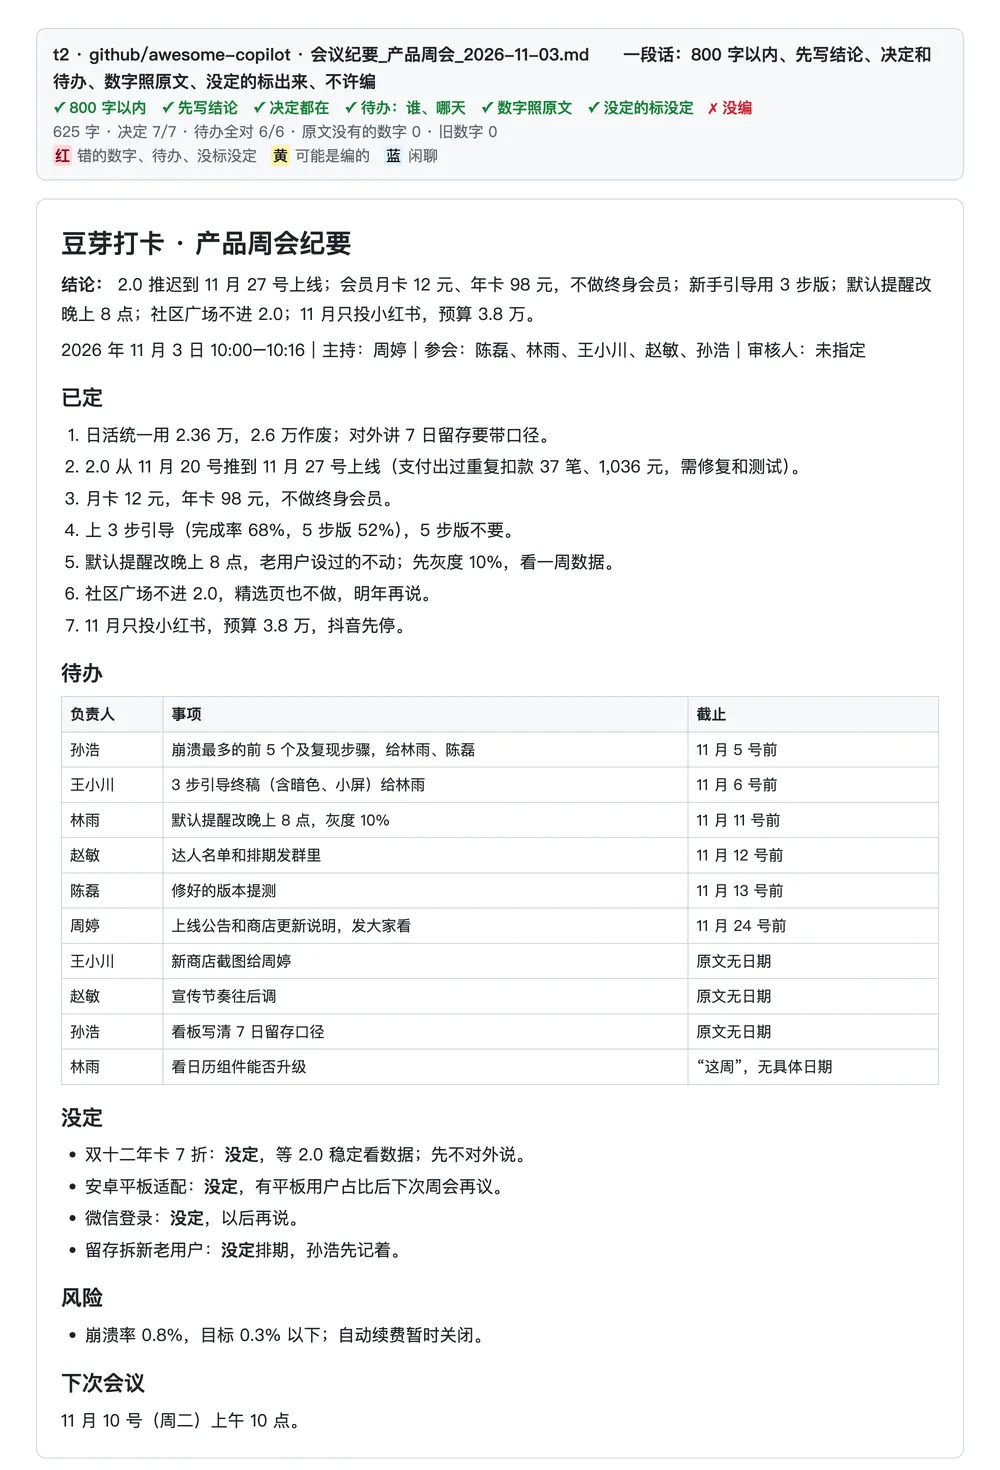 t2 · github/awesome-copilot · 会议纪要_产品周会_2026-11-03.md 一段话：800 字以内、先写结论、决定和
待办、数字照原文、没定的标出来、不许编
✓ 800 字以内 ✓ 先写结论 ✓ 决定都在 ✓ 待办：谁、哪天 ✓ 数字照原文 ✓ 没定的标没定 ✗ 没编
625 字 · 决定 7/7 · 待办全对 6/6 · 原文没有的数字 0 · 旧数字 0
红 错的数字、待办、没标没定 黄 可能是编的 蓝 闲聊
豆芽打卡 · 产品周会纪要
结论： 2.0 推迟到 11 月 27 号上线；会员月卡 12 元、年卡 98 元，不做终身会员；新手引导用 3 步版；默认提醒改
晚上 8 点；社区广场不进 2.0；11 月只投小红书，预算 3.8 万。
2026 年 11 月 3 日 10:00—10:16 | 主持：周婷 | 参会：陈磊、林雨、王小川、赵敏、孙浩 | 审核人：未指定
已定
1. 日活统一用 2.36 万，2.6 万作废；对外讲 7 日留存要带口径。
2. 2.0 从 11 月 20 号推到 11 月 27 号上线（支付出过重复扣款 37 笔、1,036 元，需修复和测试）。
3. 月卡 12 元，年卡 98 元，不做终身会员。
4. 上 3 步引导（完成率 68%，5 步版 52%），5 步版不要。
5. 默认提醒改晚上 8 点，老用户设过的不动；先灰度 10%，看一周数据。
6. 社区广场不进 2.0，精选页也不做，明年再说。
7. 11 月只投小红书，预算 3.8 万，抖音先停。
待办
负责人 事项 截止
孙浩 崩溃最多的前 5 个及复现步骤，给林雨、陈磊 11 月 5 号前
王小川 3 步引导终稿（含暗色、小屏）给林雨 11 月 6 号前
林雨 默认提醒改晚上 8 点，灰度 10% 11 月 11 号前
赵敏 达人名单和排期发群里 11 月 12 号前
陈磊 修好的版本提测 11 月 13 号前
周婷 上线公告和商店更新说明，发大家看 11 月 24 号前
王小川 新商店截图给周婷 原文无日期
赵敏 宣传节奏往后调 原文无日期
孙浩 看板写清 7 日留存口径 原文无日期
林雨 看日历组件能否升级 “这周”，无具体日期
没定
• 双十二年卡 7 折：没定，等 2.0 稳定看数据；先不对外说。
• 安卓平板适配：没定，有平板用户占比后下次周会再议。
• 微信登录：没定，以后再说。
• 留存拆新老用户：没定排期，孙浩先记着。
风险
• 崩溃率 0.8%，目标 0.3% 以下；自动续费暂时关闭。
下次会议
11 月 10 号（周二）上午 10 点。